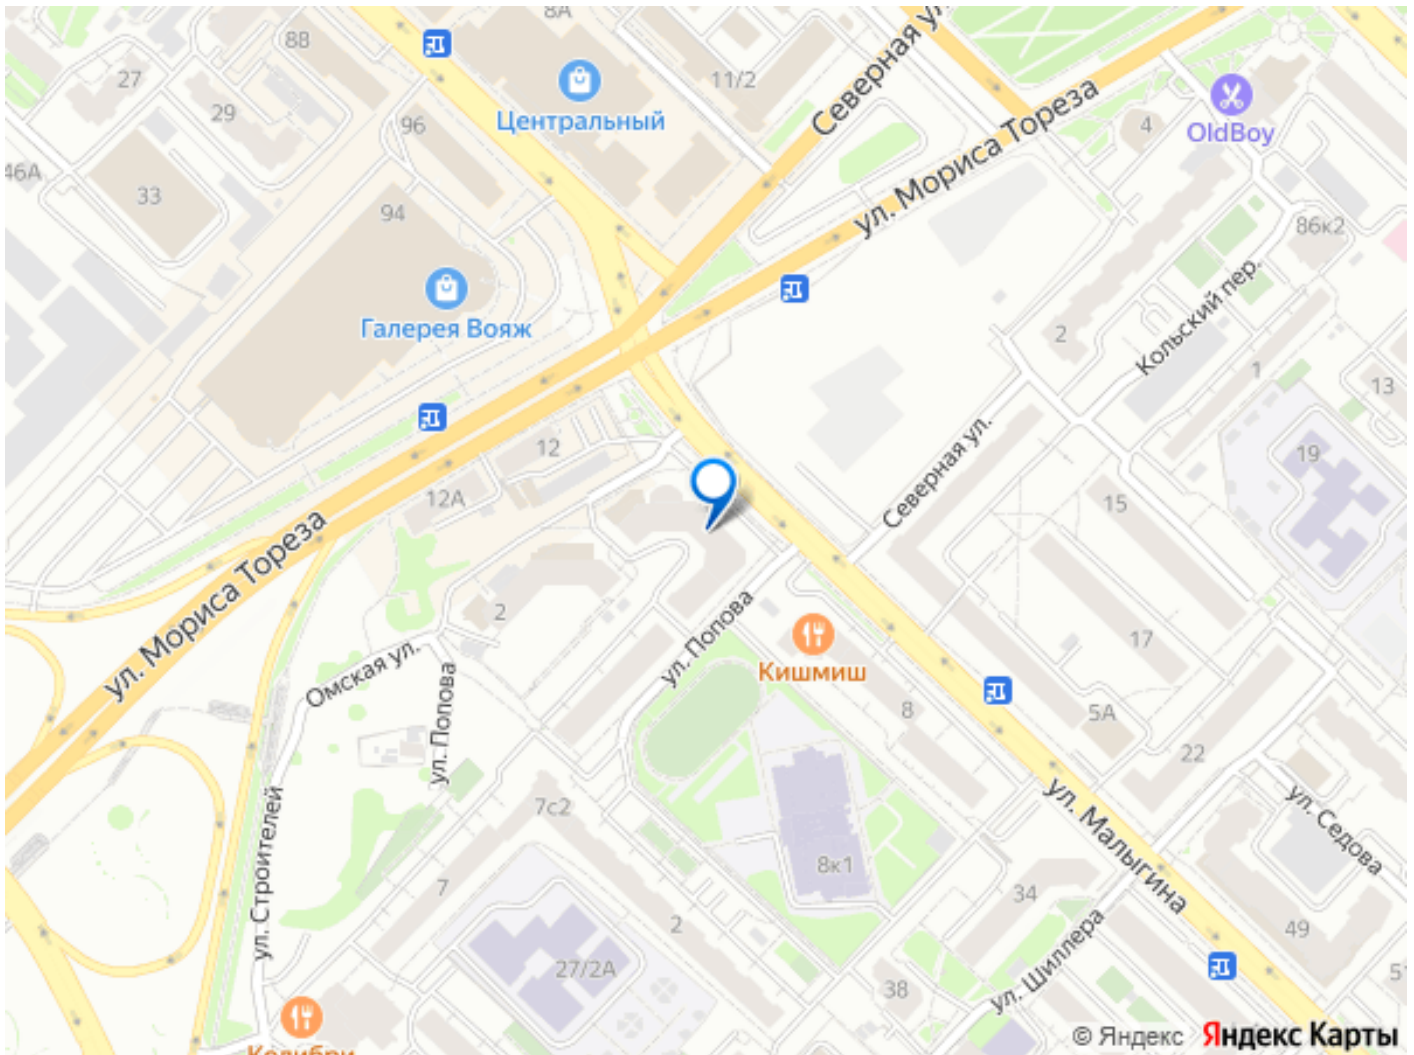 8А
88
Северная ул.
27
11/2
29
Центральный
96
ул. Мориса Тореза
4
OldBoy
46А
33
94
86к2
Галерея Вояж
Кольский пер.
2
1
13
12
Северная ул.
19
12А
15
ул. Мориса Тореза
2
ул. Попова
17
Омская ул.
Кишмиш
ул. Попова
8
5А
22
7с2
ул. Малыгина
ул. Седова
ул. Строителей
8к1
7
34
2
49
27/2А
ул. Шиллера
38
51
Колибри
© Яндекс Яндекс Карты